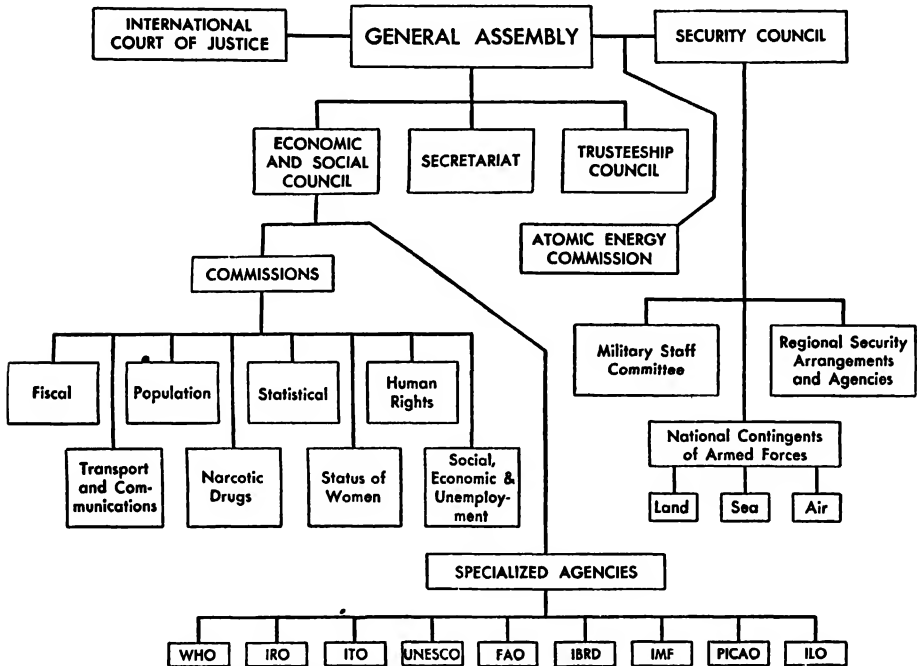 INTERNATIONAL
COURT OF JUSTICE
GENERAL ASSEMBLY
SECURITY COUNCIL
ECONOMIC
AND SOCIAL
COUNCIL
SECRETARIAT
TRUSTEESHIP
COUNCIL
ATOMIC ENERGY
COMMISSION
COMMISSIONS
Military Staff
Committee
Regional Security
Arrangements
and Agencies
Fiscal
Population
Statistical
Human
Rights
National Contingents
of Armed Forces
Transport
and Com-
munications
Narcotic
Drugs
Status of
Women
Social,
Economic &
Unemploy-
ment
Land
Sea
Air
SPECIALIZED AGENCIES
WHO
IRO
ITO
UNESCO
FAO
IBRD
IMF
PICAO
ILO